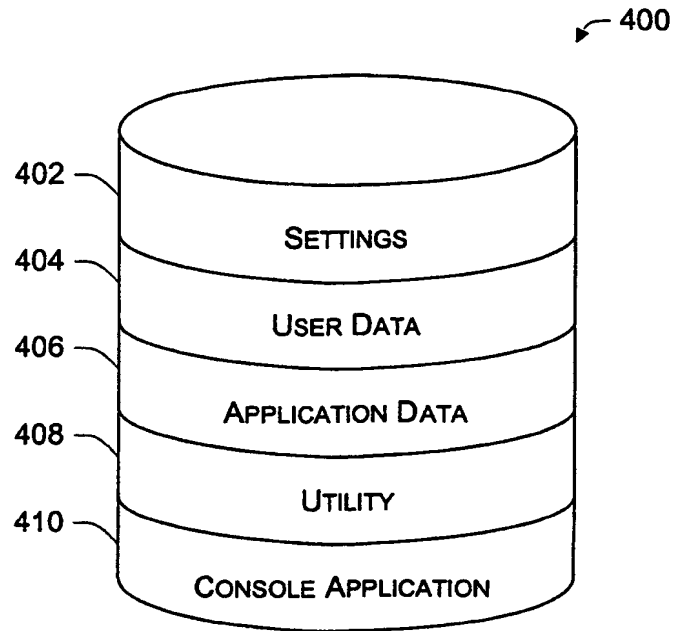 400
402
SETTINGS
404
USER DATA
406
APPLICATION DATA
408
UTILITY
410
CONSOLE APPLICATION